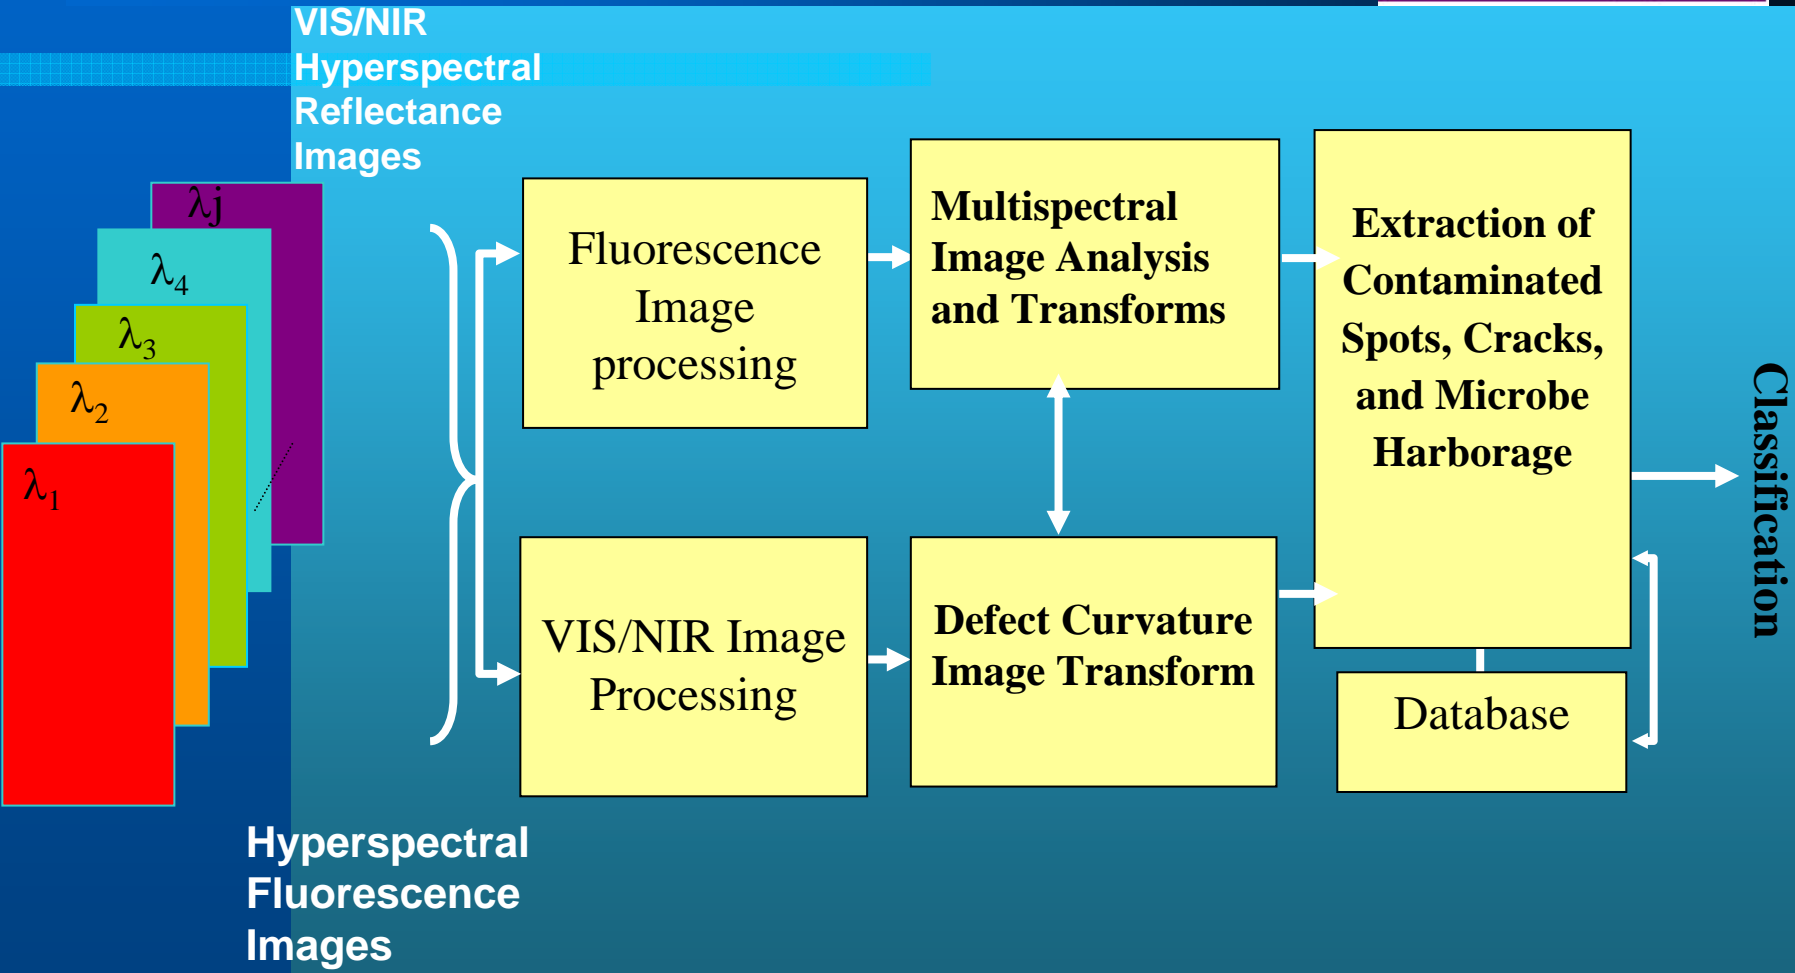 VIS/NIR
Hyperspectral
Reflectance
Images
λj
λ4
λ3
λ2
λ1
Fluorescence
Image
processing
Multispectral
Image Analysis
and Transforms
Extraction of
Contaminated
Spots, Cracks,
and Microbe
Harborage
Classification
VIS/NIR Image
Processing
Defect Curvature
Image Transform
Database
Hyperspectral
Fluorescence
Images